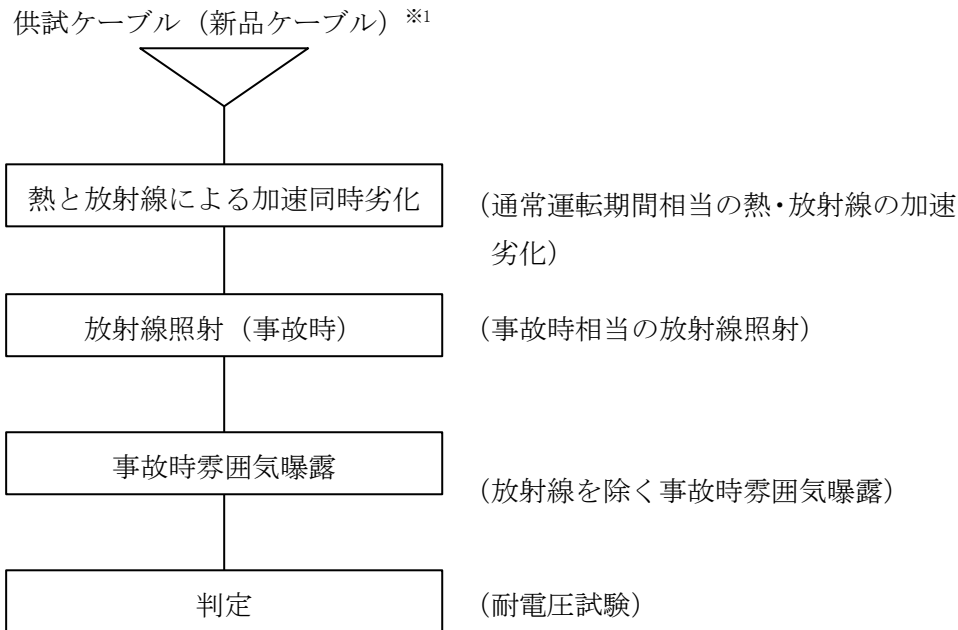 供試ケーブル（新品ケーブル）※1
熱と放射線による加速同時劣化
（通常運転期間相当の熱・放射線の加速
劣化）
放射線照射（事故時）
（事故時相当の放射線照射）
事故時雰囲気曝露
（放射線を除く事故時雰囲気曝露）
判定
（耐電圧試験）